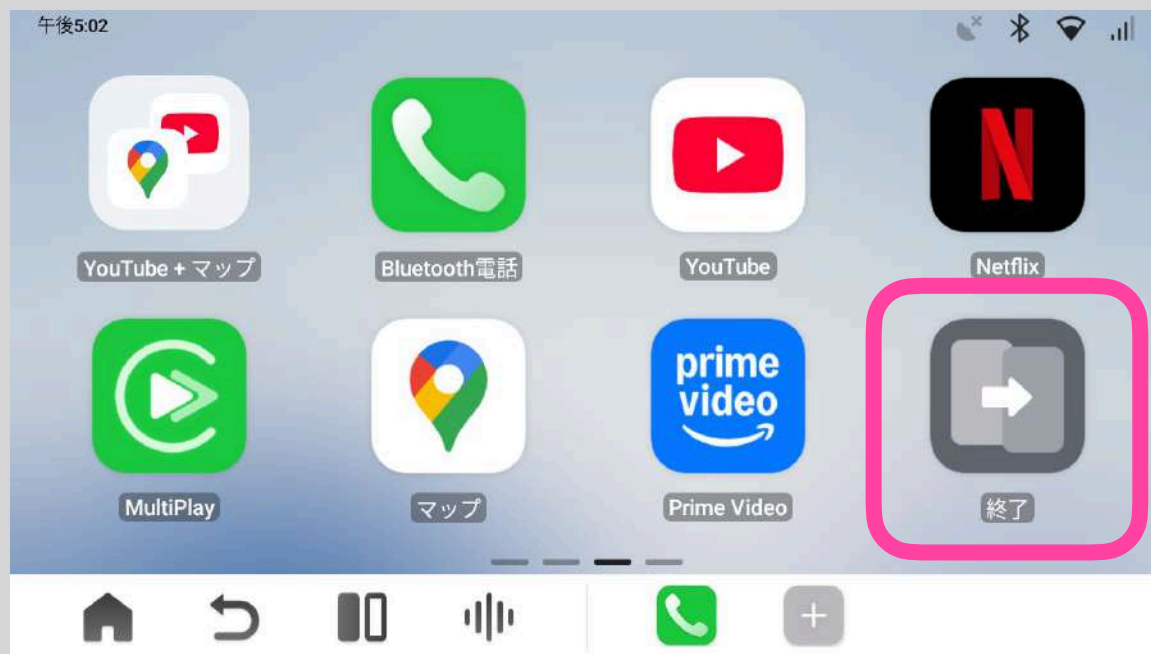 午後5:02
YouTube + マップ
Bluetooth電話
YouTube
Netflix
prime
video
MultiPlay
マップ
Prime Video
終了